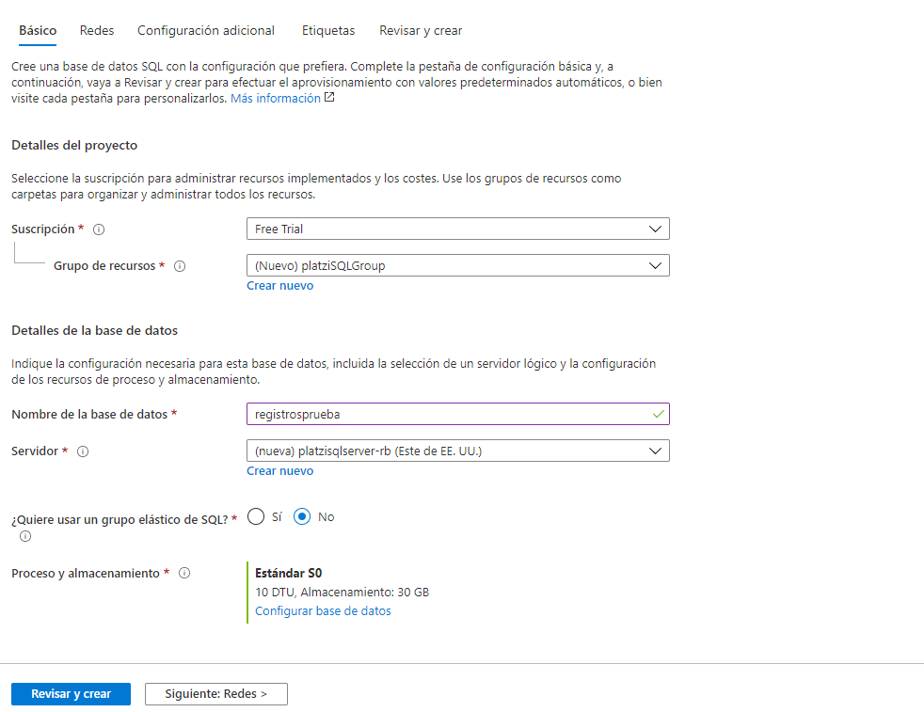 Básico Redes Configuración adicional Etiquetas Revisar y crear
Cree una base de datos SQL con la configuración que prefiera. Complete la pestaña de configuración básica y, a
continuación, vaya a Revisar y crear para efectuar el aprovisionamiento con valores predeterminados automáticos, o bien
visite cada pestaña para personalizarlos. Más información
Detalles del proyecto
Seleccione la suscripción para administrar recursos implementados y los costes. Use los grupos de recursos como
carpetas para organizar y administrar todos los recursos.
Suscripción * Free Trial
Grupo de recursos * (Nuevo) platziSQLGroup
Crear nuevo
Detalles de la base de datos
Indique la configuración necesaria para esta base de datos, incluida la selección de un servidor lógico y la configuración
de los recursos de proceso y almacenamiento.
Nombre de la base de datos * registrosprueba
Servidor * (nueva) platzisqlserver-rb (Este de EE. UU.)
Crear nuevo
¿Quiere usar un grupo elástico de SQL? * Sí No
Proceso y almacenamiento * Estándar S0
10 DTU, Almacenamiento: 30 GB
Configurar base de datos
Revisar y crear Siguiente: Redes >